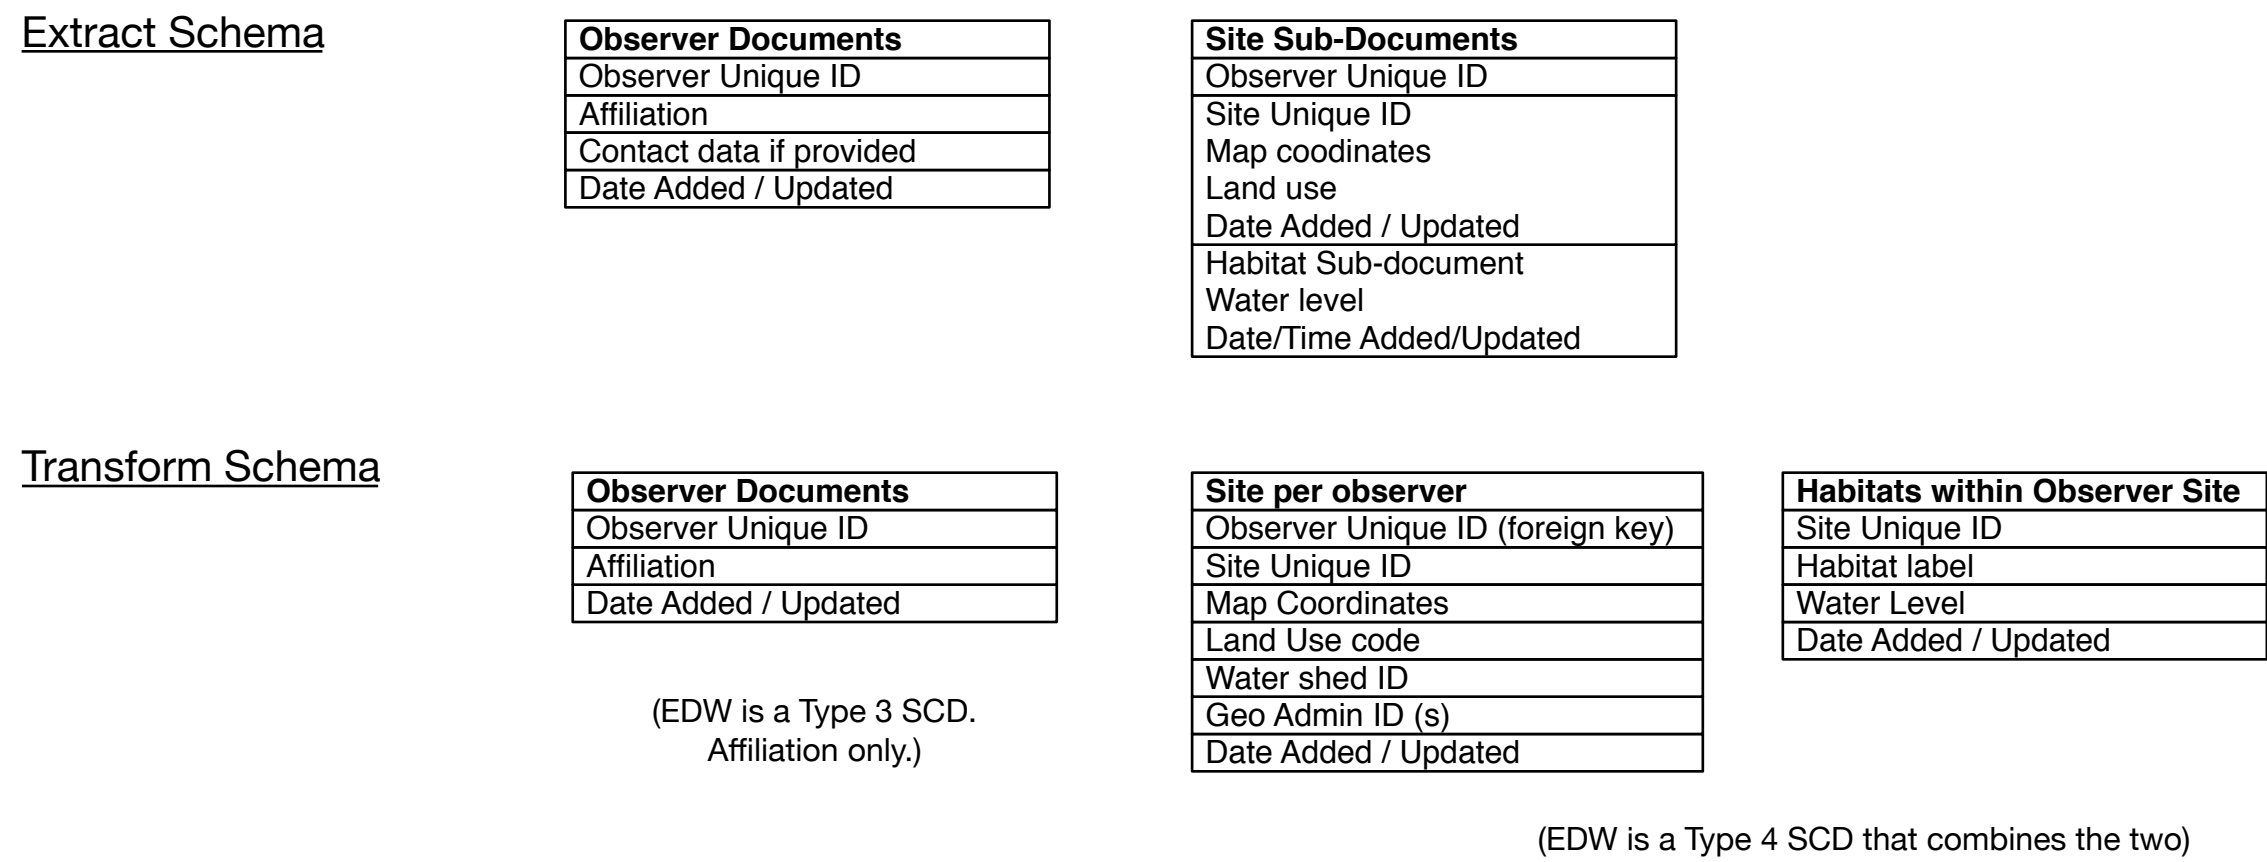 Extract Schema
Observer Documents
Observer Unique ID
Affiliation
Contact data if provided
Date Added / Updated
Site Sub-Documents
Observer Unique ID
Site Unique ID
Map coodinates
Land use
Date Added / Updated
Habitat Sub-document
Water level
Date/Time Added/Updated
Transform Schema
Observer Documents
Observer Unique ID
Affiliation
Date Added / Updated
(EDW is a Type 3 SCD.
Affiliation only.)
Site per observer
Observer Unique ID (foreign key)
Site Unique ID
Map Coordinates
Land Use code
Water shed ID
Geo Admin ID (s)
Date Added / Updated
Habitats within Observer Site
Site Unique ID
Habitat label
Water Level
Date Added / Updated
(EDW is a Type 4 SCD that combines the two)